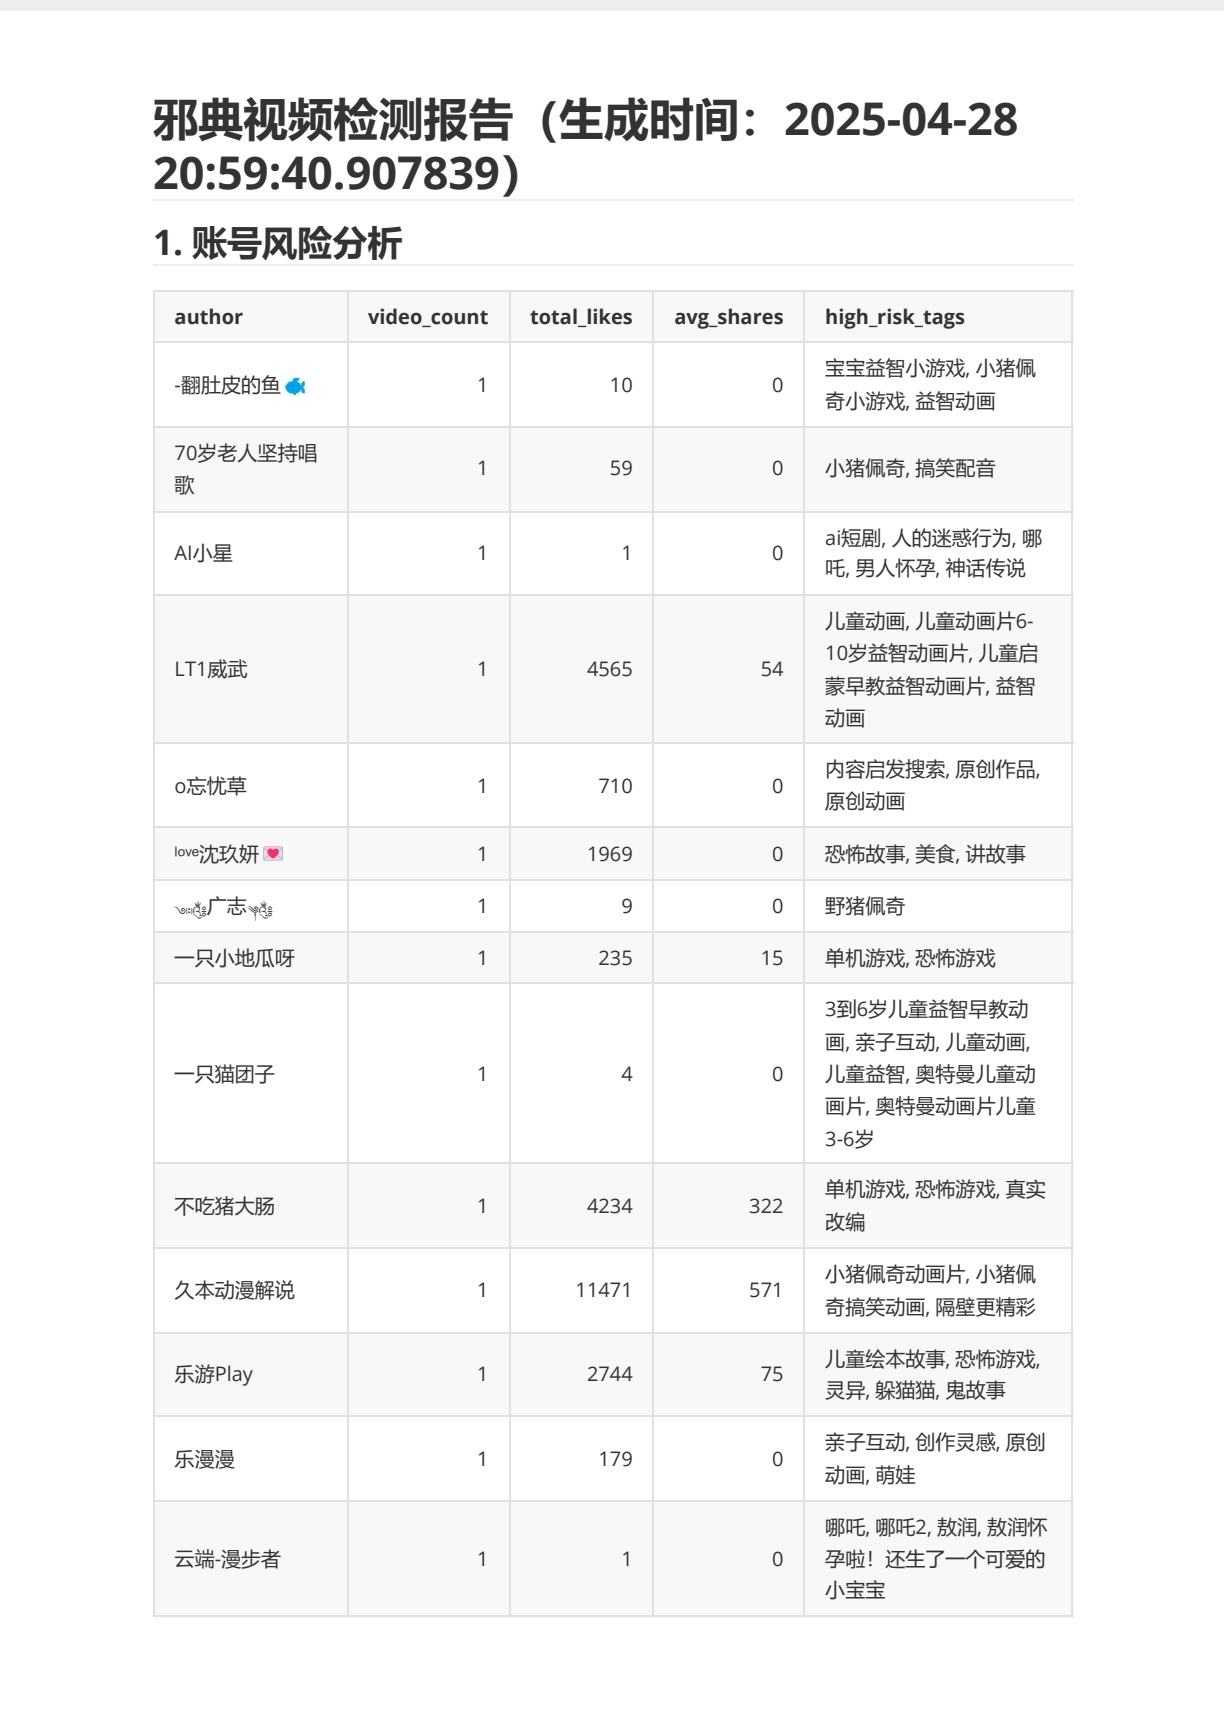 邪典视频检测报告（生成时间：2025-04-28
20:59:40.907839）
1. 账号风险分析
author video_count total_likes avg_shares high_risk_tags
-翻肚皮的鱼🐟 1 10 0 宝宝益智小游戏, 小猪佩
奇小游戏, 益智动画
70岁老人坚持唱
歌 1 59 0 小猪佩奇, 搞笑配音
AI小星 1 1 0 ai短剧, 人的迷惑行为, 哪
吒, 男人怀孕, 神话传说
LT1威武 1 4565 54 儿童动画, 儿童动画片6-
10岁益智动画片, 儿童启
蒙早教益智动画片, 益智
动画
o忘忧草 1 710 0 内容启发搜索, 原创作品,
原创动画
ˡᵒᵛᵉ沈玖妍💌 1 1969 0 恐怖故事, 美食, 讲故事
广志 1 9 0 野猪佩奇
一只小地瓜呀 1 235 15 单机游戏, 恐怖游戏
一只猫团子 1 4 0 3到6岁儿童益智早教动
画, 亲子互动, 儿童动画,
儿童益智, 奥特曼儿童动
画片, 奥特曼动画片儿童
3-6岁
不吃猪大肠 1 4234 322 单机游戏, 恐怖游戏, 真实
改编
久本动漫解说 1 11471 571 小猪佩奇动画片, 小猪佩
奇搞笑动画, 隔壁更精彩
乐游Play 1 2744 75 儿童绘本故事, 恐怖游戏,
灵异, 躲猫猫, 鬼故事
乐漫漫 1 179 0 亲子互动, 创作灵感, 原创
动画, 萌娃
云端-漫步者 1 1 0 哪吒, 哪吒2, 敖润, 敖润怀
孕啦！还生了一个可爱的
小宝宝